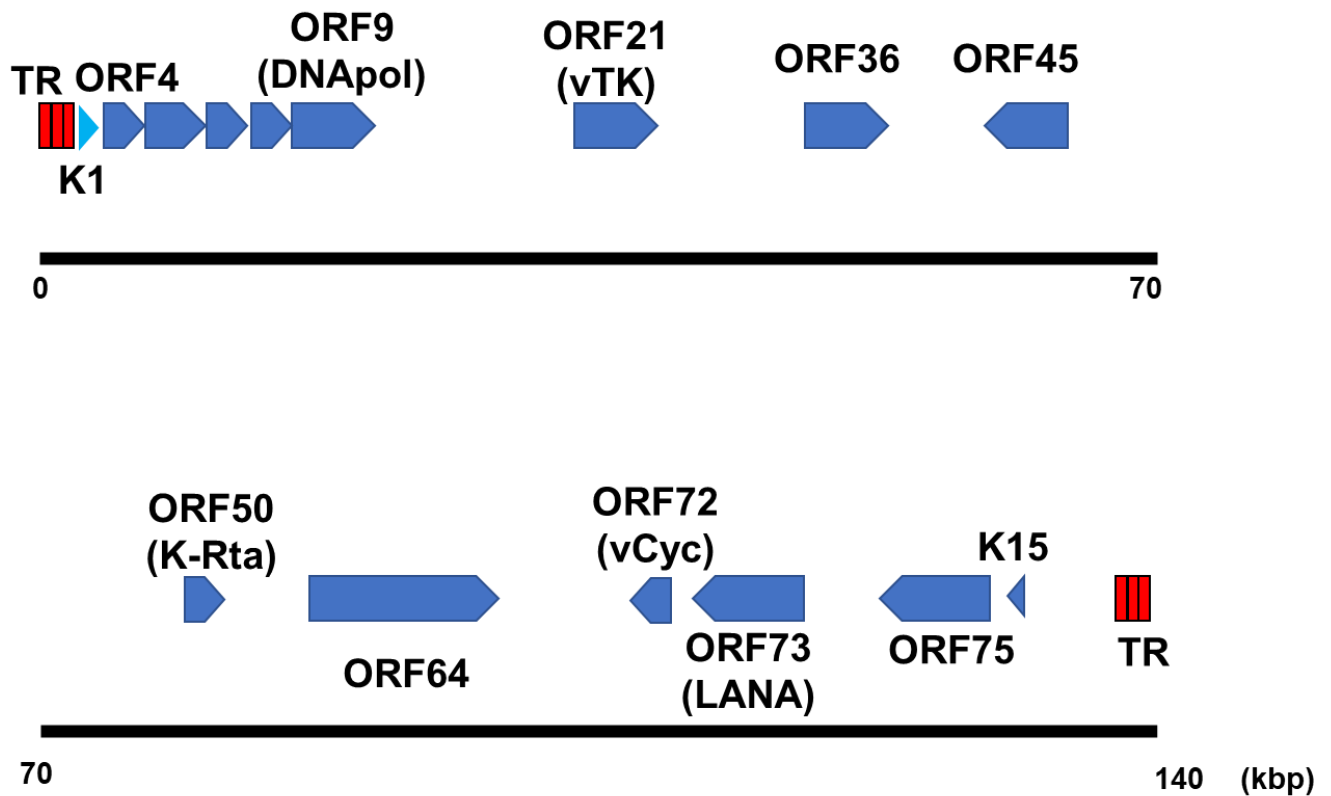 ORF9
(DNApol)
TR
ORF4
ORF21
(vTK)
ORF36
ORF45
K1
0
70
ORF50
(K-Rta)
ORF72
(vCyc)
K15
ORF64
ORF73
(LANA)
ORF75
TR
70
140 (kbp)